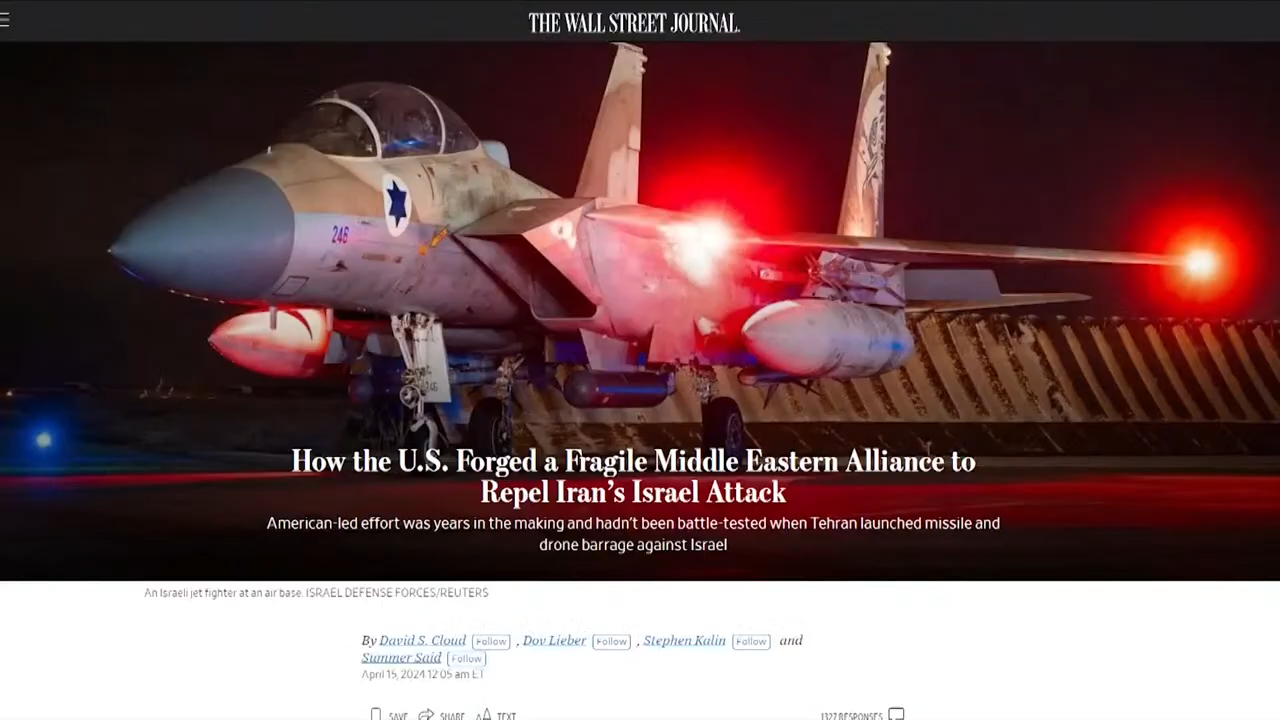 THE WALL STREET JOURNAL.
246
246
How the U.S. Forged a Fragile Middle Eastern Alliance to
Repel Iran's Israel Attack
American-led effort was years in the making and hadn't been battle-tested when Tehran launched missile and
drone barrage against Israel
An Israeli jet fighter at an air base. ISRAEL DEFENSE FORCES/REUTERS
By David S. Cloud Follow , Dov Lieber Follow , Stephen Kalin Follow and
Summer Said Follow
April 15, 2024 12:05 am ET
SAVE SHARE AA TEXT 1327 RESPONSES